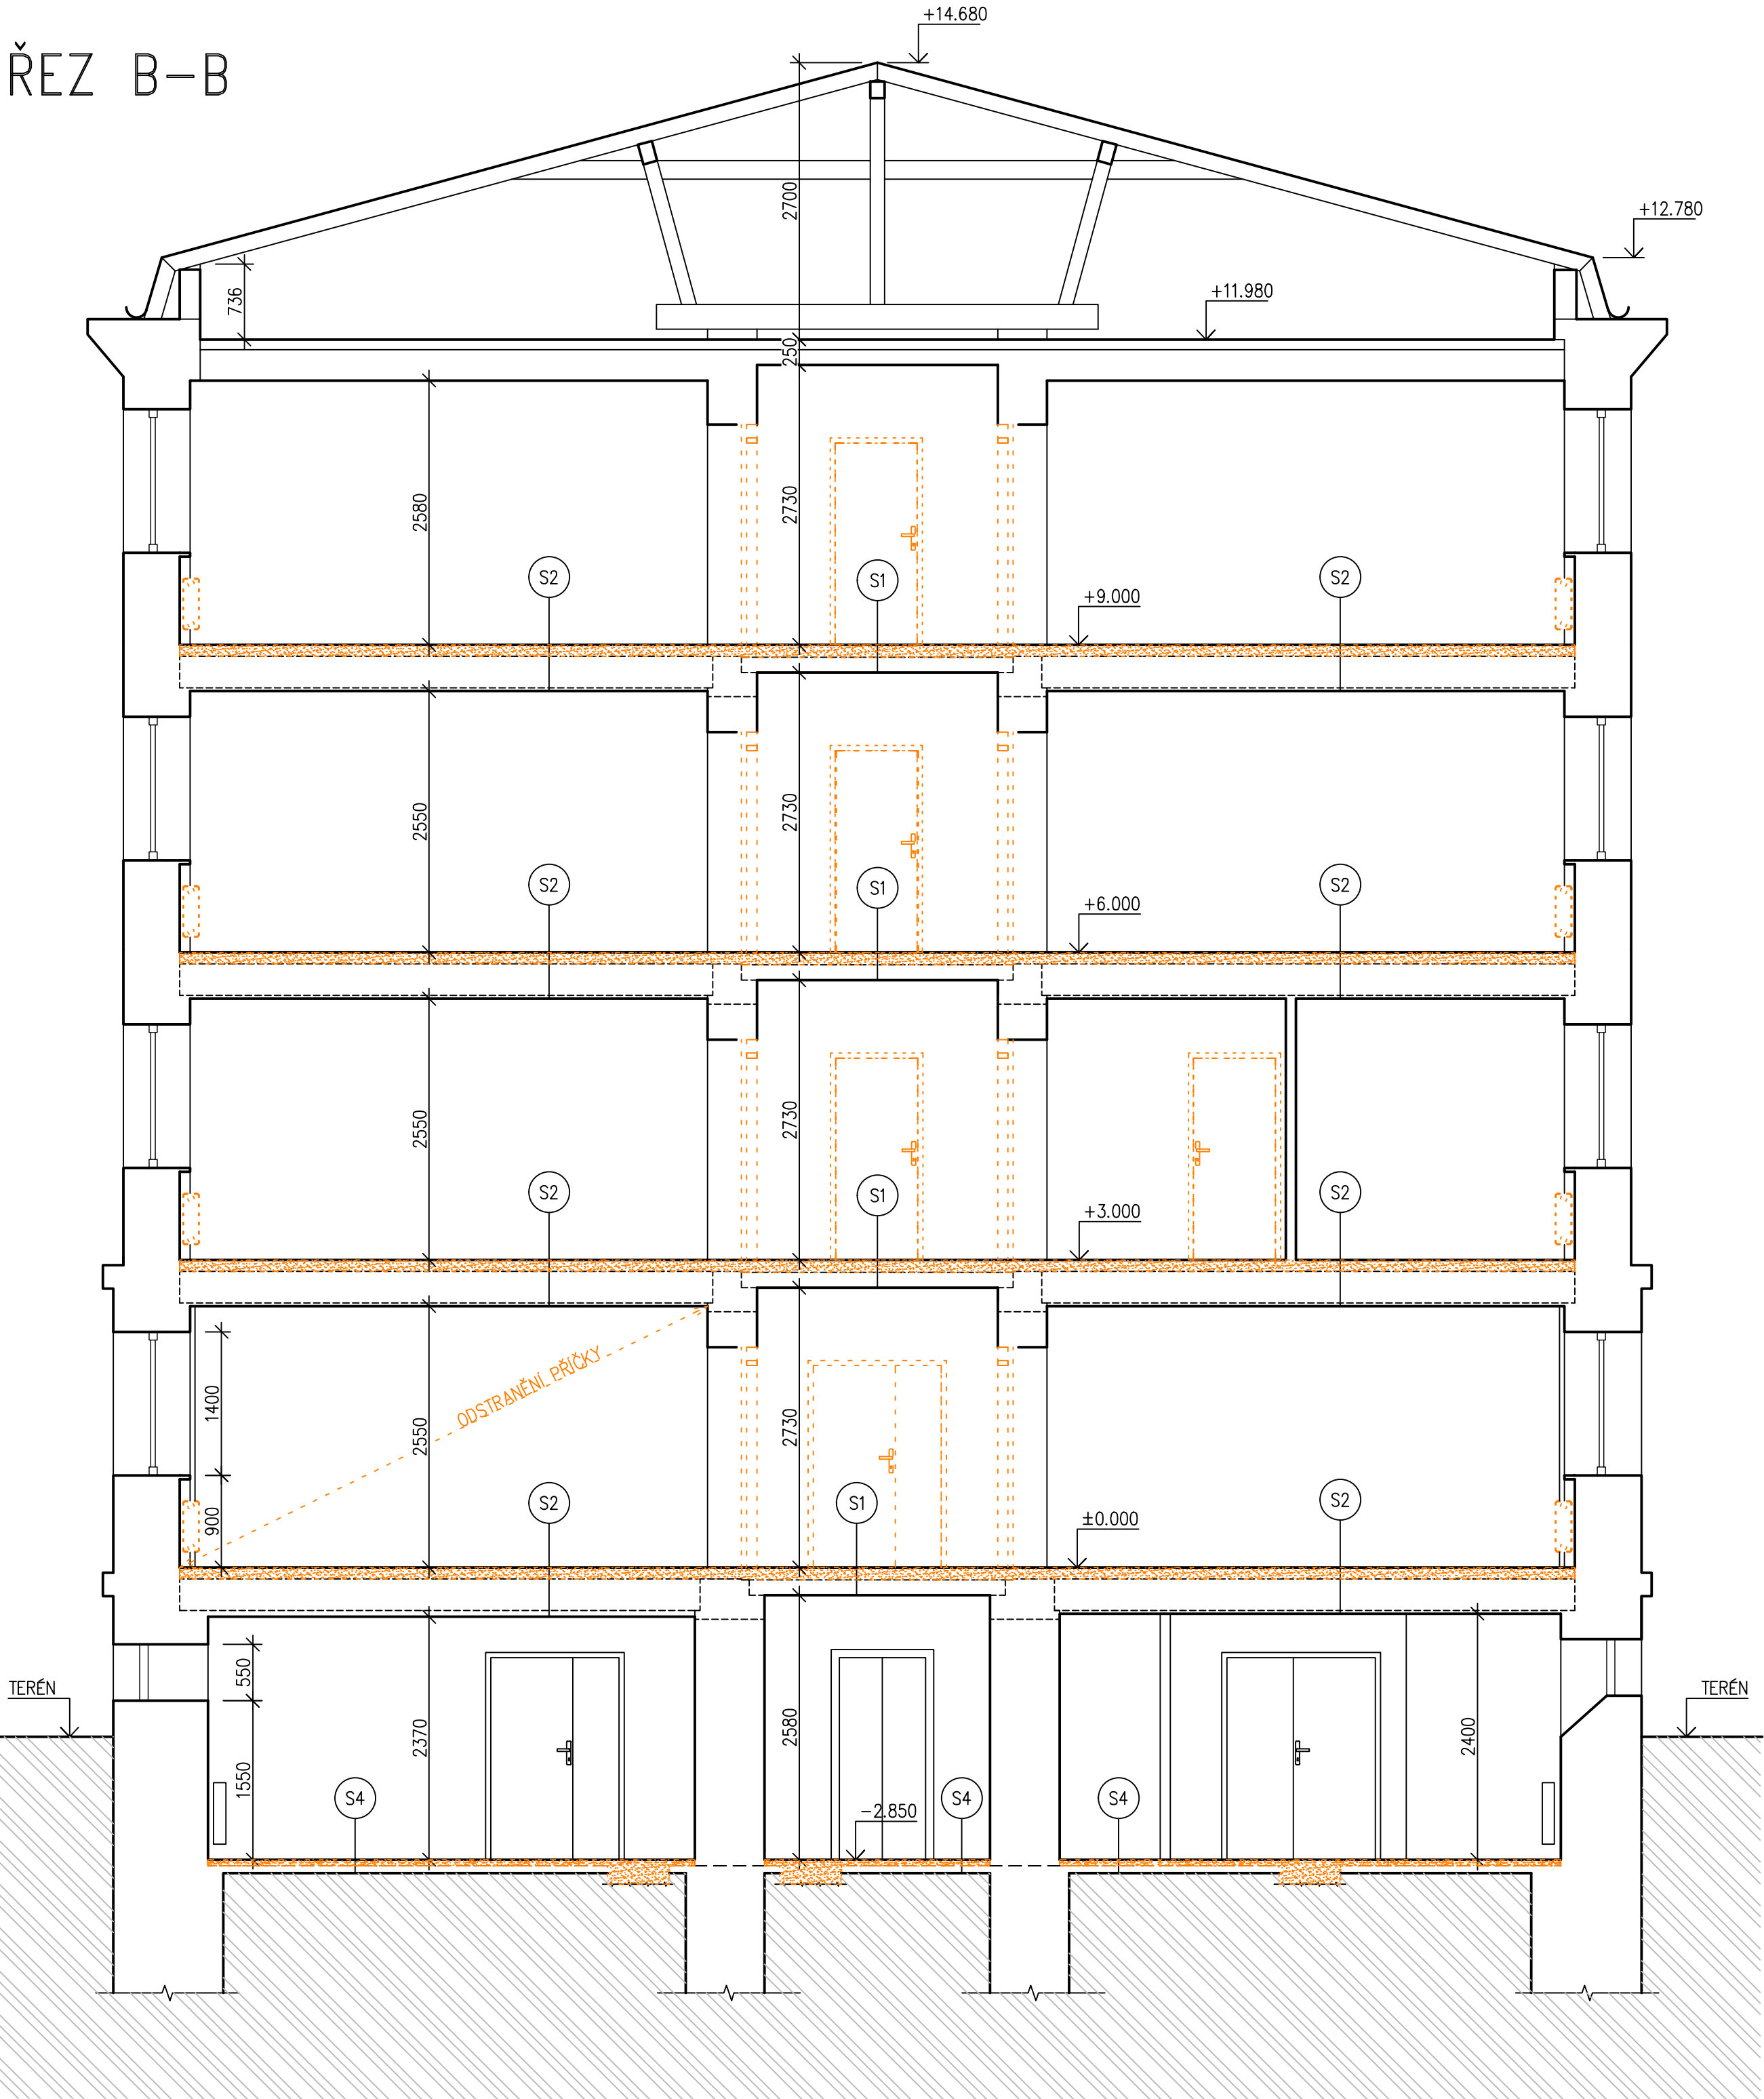 +14.680
ŘEZ B-B
2700
+12.780
736
+11.980
250
2580
2730
S2
S1
S2
+9.000
2550
2730
S2
S1
S2
+6.000
2550
2730
S2
S1
S2
+3.000
1400
ODSTRANĚNÍ PŘÍČKY
2550
2730
900
S2
S1
S2
±0.000
550
TERÉN
TERÉN
2370
2580
2400
1550
S4
S4
S4
-2.850